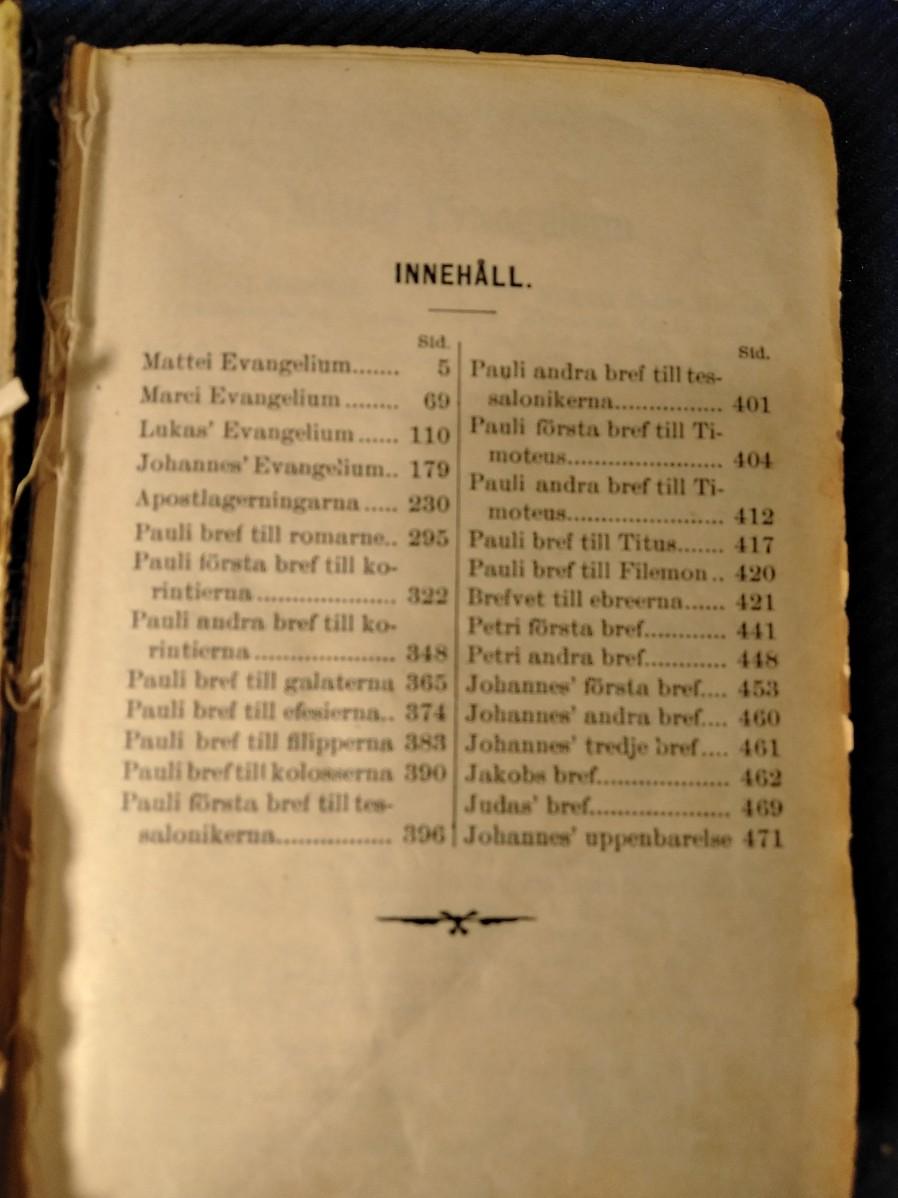 INNEHÅLL.
Sid.
Mattei Evangelium....... 5
Marci Evangelium ........ 69
Lukas' Evangelium...... 110
Johannes' Evangelium.. 179
Apostlagerningarna ..... 230
Pauli bref till romarne.. 295
Pauli första bref till ko-
rintierna ..................... 322
Pauli andra bref till ko-
rintierna ..................... 348
Pauli bref till galaterna 365
Pauli bref till efesierna.. 374
Pauli bref till filipperna 383
Pauli bref till kolosserna 390
Pauli första bref till tes-
salonikerna................. 396
Sid.
Pauli andra bref till tes-
salonikerna................ 401
Pauli första bref till Ti-
moteus....................... 404
Pauli andra bref till Ti-
moteus....................... 412
Pauli bref till Titus....... 417
Pauli bref till Filemon.. 420
Brefvet till ebreerna...... 421
Petri första bref............ 441
Petri andra bref............ 448
Johannes' första bref.... 453
Johannes' andra bref.... 460
Johannes' tredje bref.... 461
Jakobs bref.................... 462
Judas' bref..................... 469
Johannes' uppenbarelse 471